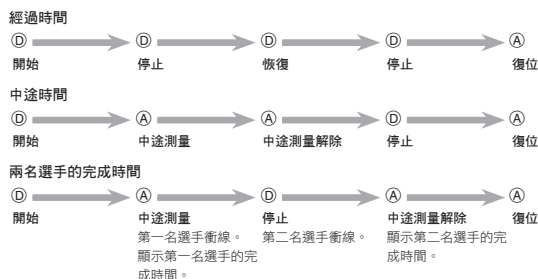 經過時間
Ⓓ Ⓓ Ⓓ Ⓓ Ⓐ
開始 停止 恢復 停止 復位
中途時間
Ⓓ Ⓐ Ⓐ Ⓓ Ⓐ
開始 中途測量 中途測量解除 停止 復位
兩名選手的完成時間
Ⓓ Ⓐ Ⓓ Ⓐ Ⓐ
開始 中途測量 停止 中途測量解除 復位
第一名選手衝線。 第二名選手衝線。 顯示第二名選手的完
顯示第一名選手的完 成時間。
成時間。